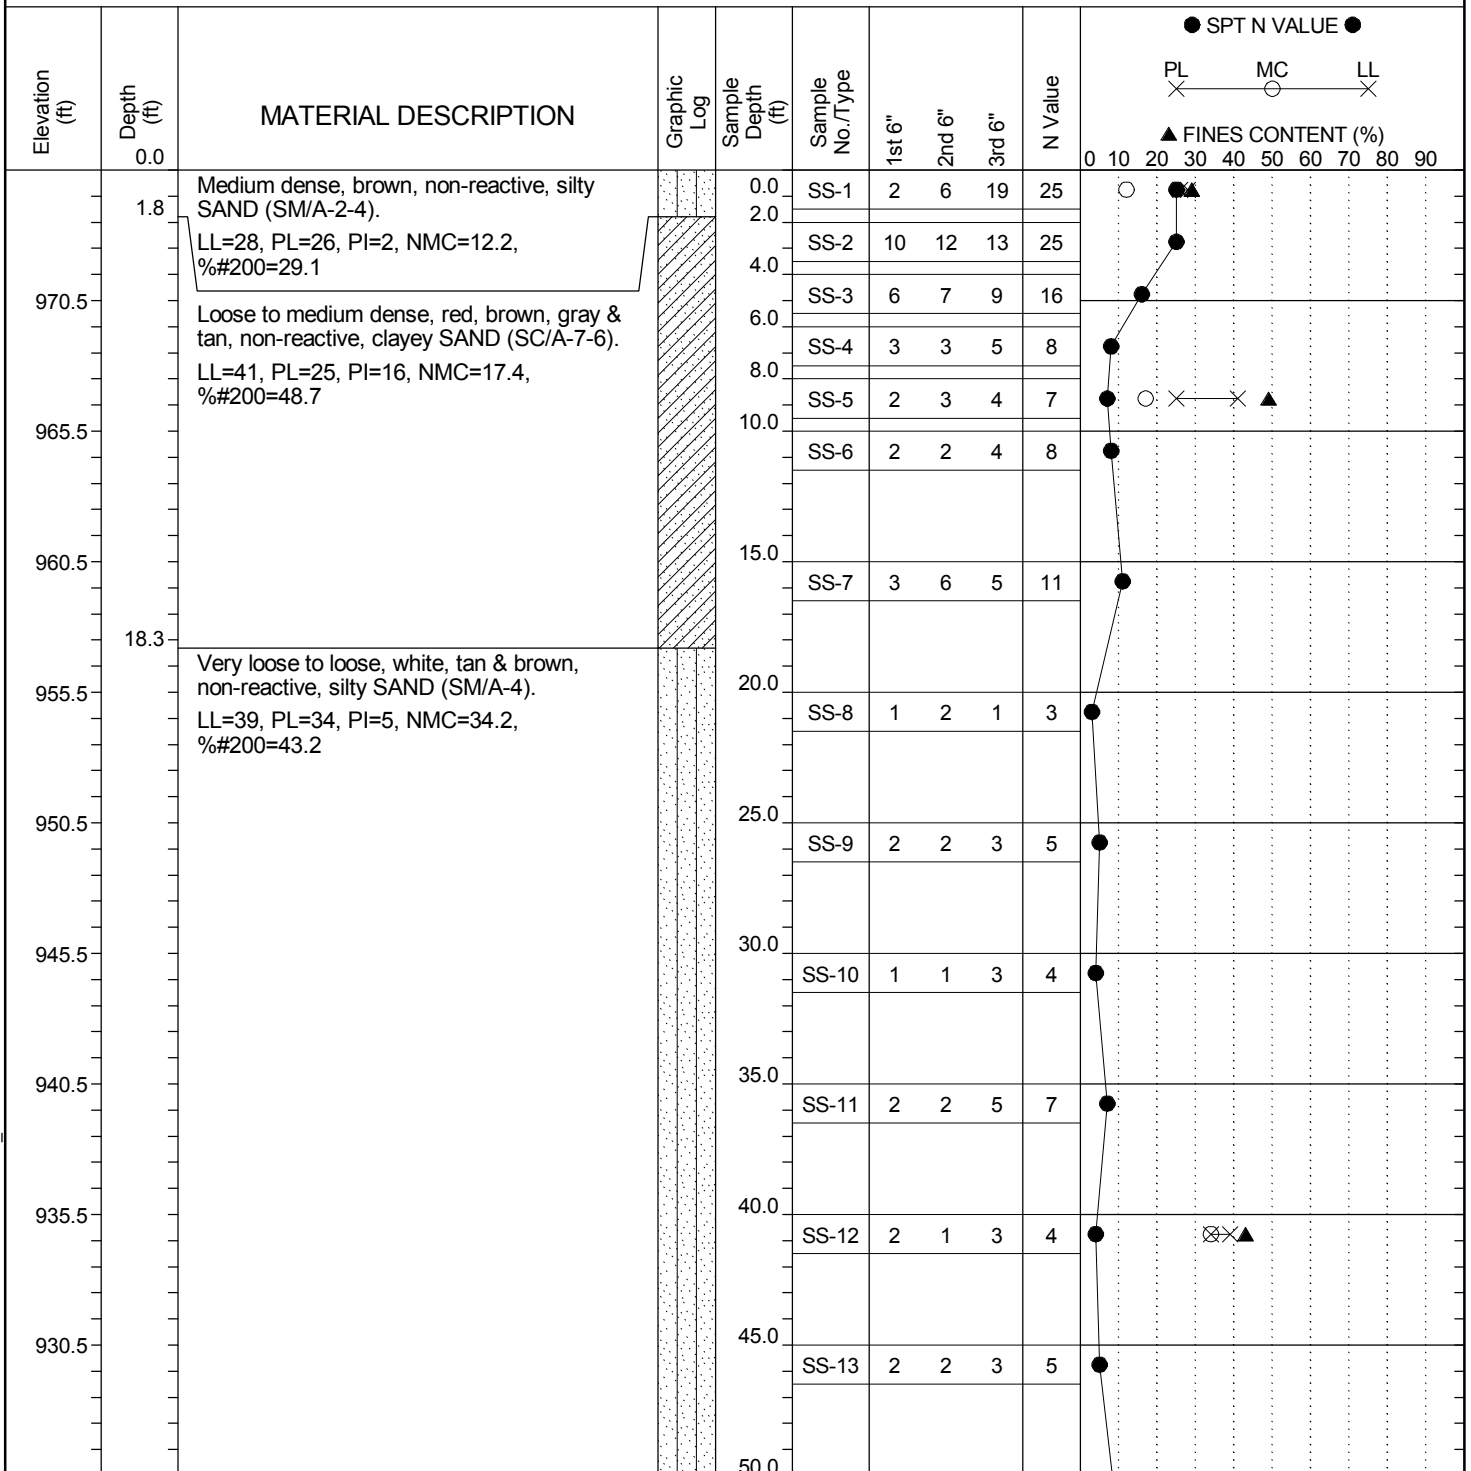 ● SPT N VALUE ●
PL MC LL
▲ FINES CONTENT (%)
0 10 20 30 40 50 60 70 80 90
Elevation
(ft)
Depth
(ft)
0.0
MATERIAL DESCRIPTION
Graphic
Log
Sample
Depth
(ft)
Sample
No./Type
1st 6"
2nd 6"
3rd 6"
N Value
Medium dense, brown, non-reactive, silty
SAND (SM/A-2-4).
LL=28, PL=26, PI=2, NMC=12.2,
%#200=29.1
1.8
Loose to medium dense, red, brown, gray &
tan, non-reactive, clayey SAND (SC/A-7-6).
LL=41, PL=25, PI=16, NMC=17.4,
%#200=48.7
18.3
Very loose to loose, white, tan & brown,
non-reactive, silty SAND (SM/A-4).
LL=39, PL=34, PI=5, NMC=34.2,
%#200=43.2
970.5
965.5
960.5
955.5
950.5
945.5
940.5
935.5
930.5
0.0
SS-1 2 6 19 25
2.0
SS-2 10 12 13 25
4.0
SS-3 6 7 9 16
6.0
SS-4 3 3 5 8
8.0
SS-5 2 3 4 7
10.0
SS-6 2 2 4 8
15.0
SS-7 3 6 5 11
20.0
SS-8 1 2 1 3
25.0
SS-9 2 2 3 5
30.0
SS-10 1 1 3 4
35.0
SS-11 2 2 5 7
40.0
SS-12 2 1 3 4
45.0
SS-13 2 2 3 5
50.0